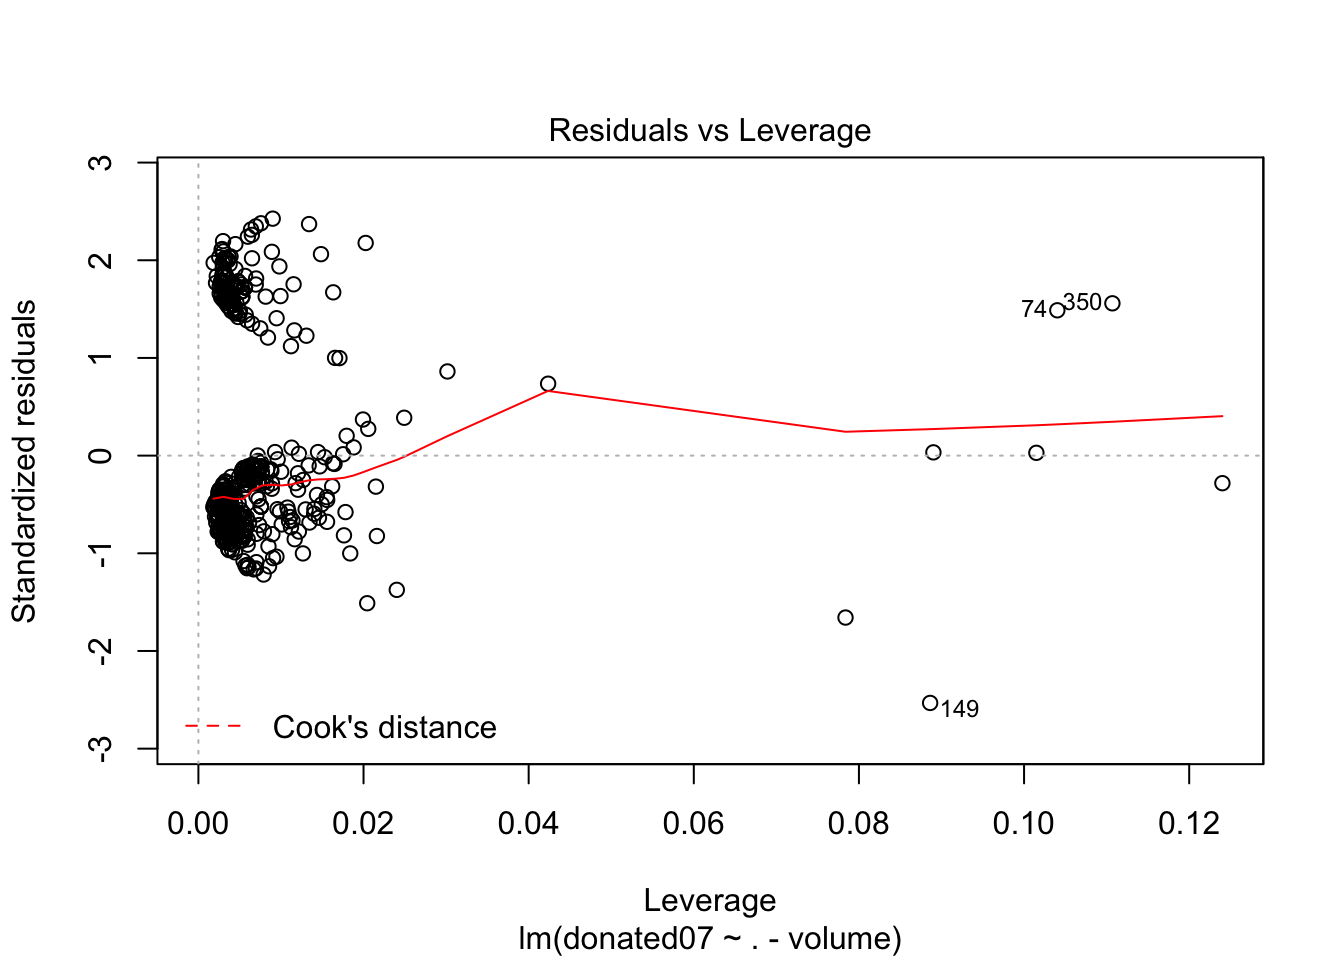 Residuals vs Leverage
Standardized residuals
3
2
1
0
-1
-2
-3
74
350
149
Cook's distance
0.00 0.02 0.04 0.06 0.08 0.10 0.12
Leverage
lm(donated07 ~ . - volume)